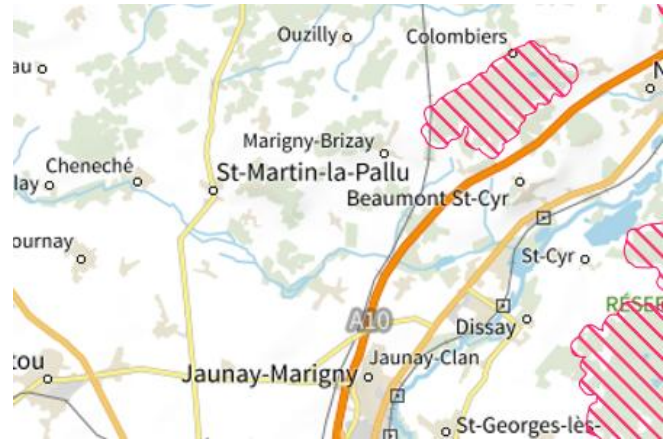 Ouzilly
Colombiers
au
N
Marigny-Brizay
Cheneché
St-Martin-la-Pallu
lay
Beaumont St-Cyr
ournay
St-Cyr
RÉSER
A10
Dissay
tou
Jaunay-Clan
Jaunay-Marigny
St-Georges-lès-